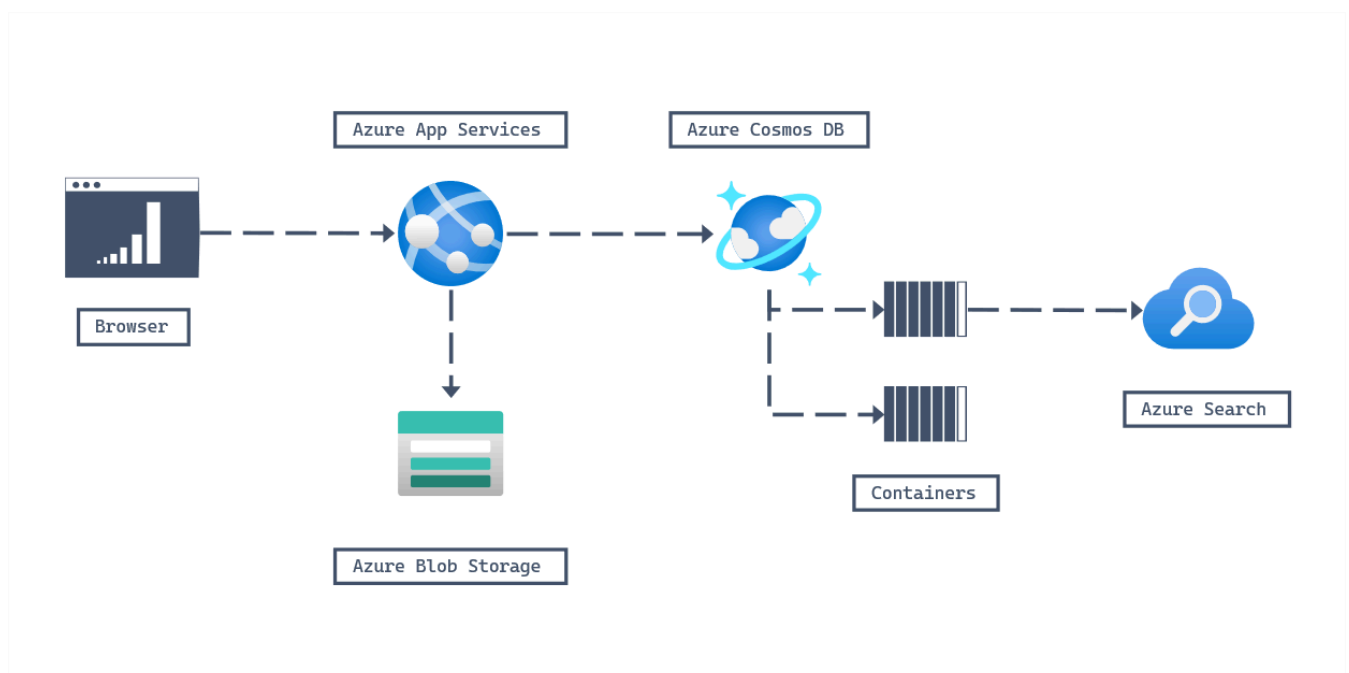 Azure App Services
Azure Cosmos DB
Browser
Azure Search
Containers
Azure Blob Storage